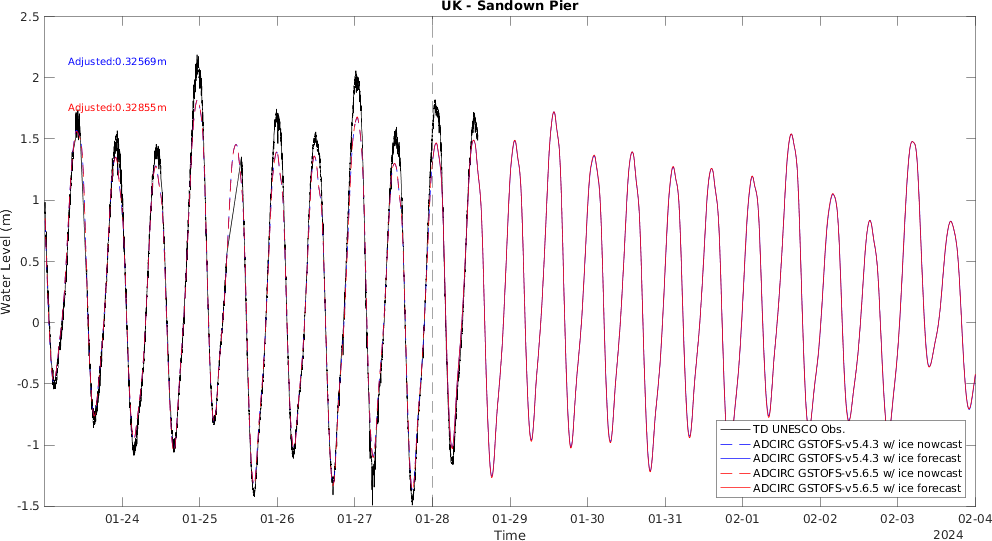 UK - Sandown Pier
2.5
2
1.5
1
0.5
0
-0.5
-1
-1.5
Water Level (m)
Adjusted:0.32569m
Adjusted:0.32855m
TD UNESCO Obs.
ADCIRC GSTOFS-v5.4.3 w/ ice nowcast
ADCIRC GSTOFS-v5.4.3 w/ ice forecast
ADCIRC GSTOFS-v5.6.5 w/ ice nowcast
ADCIRC GSTOFS-v5.6.5 w/ ice forecast
01-24 01-25 01-26 01-27 01-28 01-29 01-30 01-31 02-01 02-02 02-03 02-04
Time
2024